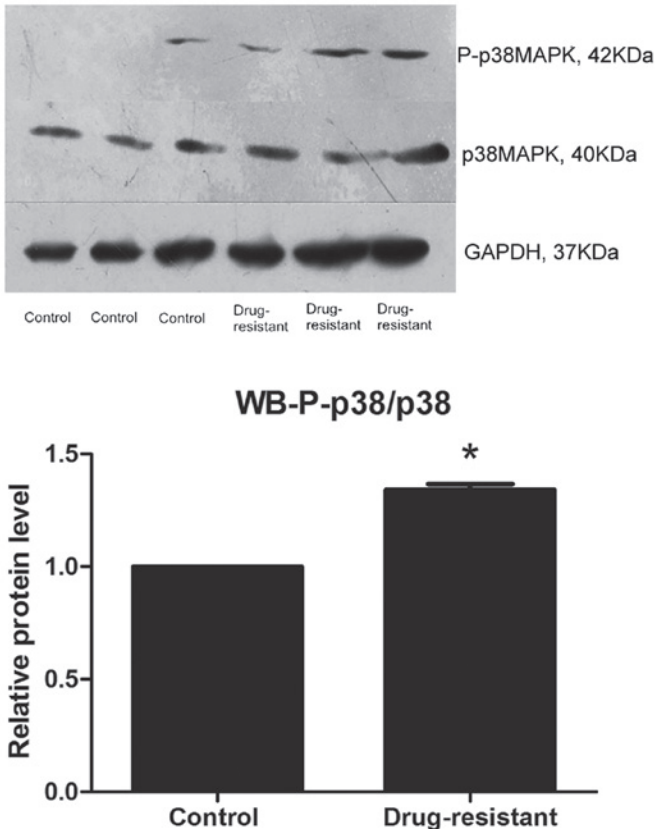 P-p38MAPK, 42KDa
p38MAPK, 40KDa
GAPDH, 37KDa
Control Control Control Drug-resistant Drug-resistant Drug-resistant
WB-P-p38/p38
*
Relative protein level
1.5
1.0
0.5
0.0
Control Drug-resistant